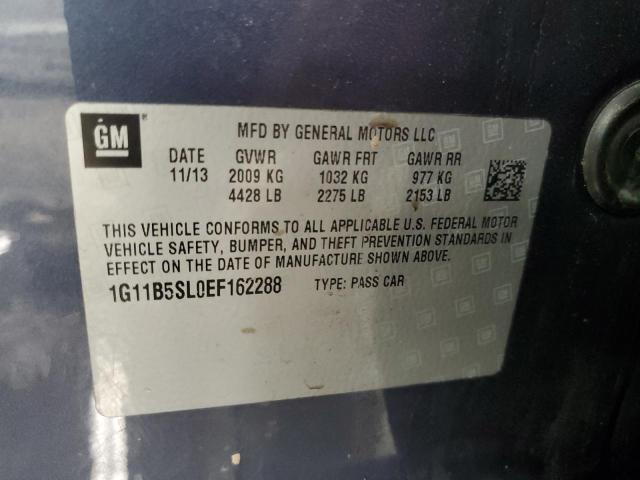 GM ®
MFD BY GENERAL MOTORS LLC
DATE GVWR GAWR FRT GAWR RR
11/13 2009 KG 1032 KG 977 KG
4428 LB 2275 LB 2153 LB
THIS VEHICLE CONFORMS TO ALL APPLICABLE U.S. FEDERAL MOTOR
VEHICLE SAFETY, BUMPER, AND THEFT PREVENTION STANDARDS IN
EFFECT ON THE DATE OF MANUFACTURE SHOWN ABOVE.
1G11B5SL0EF162288 TYPE: PASS CAR